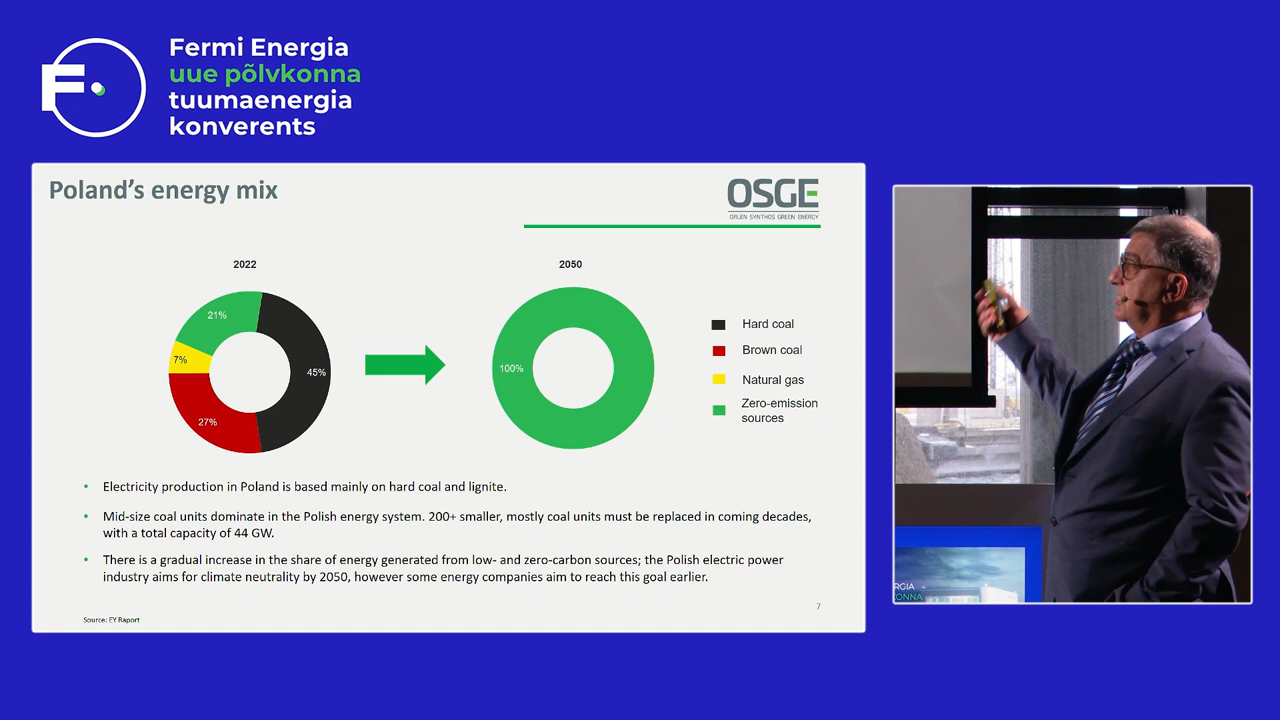 Fermi Energia
uue põlvkonna
tuumaenergia
konverents
Poland's energy mix
OSGE
ORLEN SYNTHOS GREEN ENERGY
2022
2050
21%
7%
45%
27%
100%
Hard coal
Brown coal
Natural gas
Zero-emission
sources
• Electricity production in Poland is based mainly on hard coal and lignite.
• Mid-size coal units dominate in the Polish energy system. 200+ smaller, mostly coal units must be replaced in coming decades,
with a total capacity of 44 GW.
• There is a gradual increase in the share of energy generated from low- and zero-carbon sources; the Polish electric power
industry aims for climate neutrality by 2050, however some energy companies aim to reach this goal earlier.
7
Source: EY Raport
RGIA
ONNA